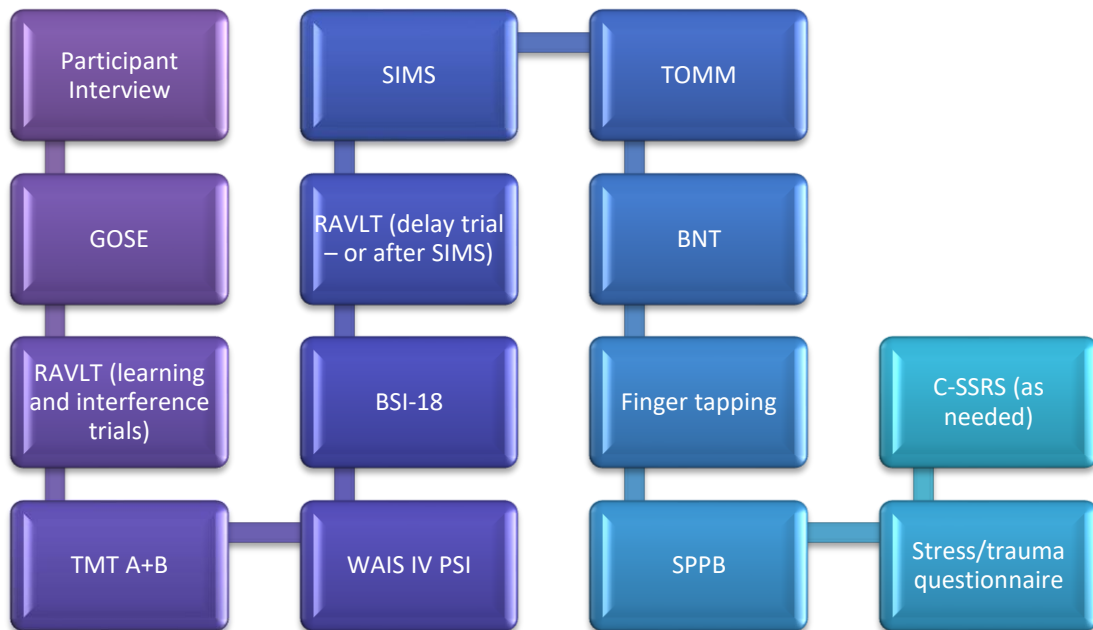 Participant
Interview
GOSE
RAVLT (learning
and interference
trials)
TMT A+B
WAIS IV PSI
BSI-18
RAVLT (delay trial
– or after SIMS)
SIMS
TOMM
BNT
Finger tapping
SPPB
Stress/trauma
questionnaire
C-SSRS (as
needed)